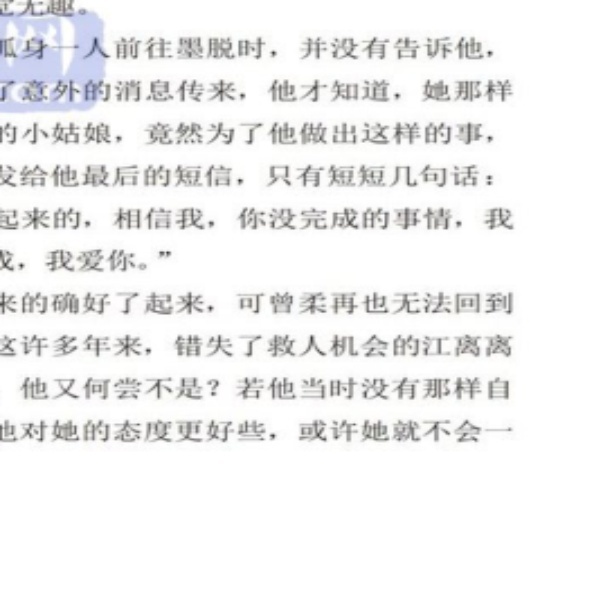 觉无趣。
孤身一人前往墨脱时，并没有告诉他，
了意外的消息传来，他才知道，她那样
的小姑娘，竟然为了他做出这样的事，
发给他最后的短信，只有短短几句话：
起来的，相信我，你没完成的事情，我
成，我爱你。”
来的确好了起来，可曾柔再也无法回到
这许多年来，错失了救人机会的江离离
他又何尝不是？若他当时没有那样自
他对她的态度更好些，或许她就不会一